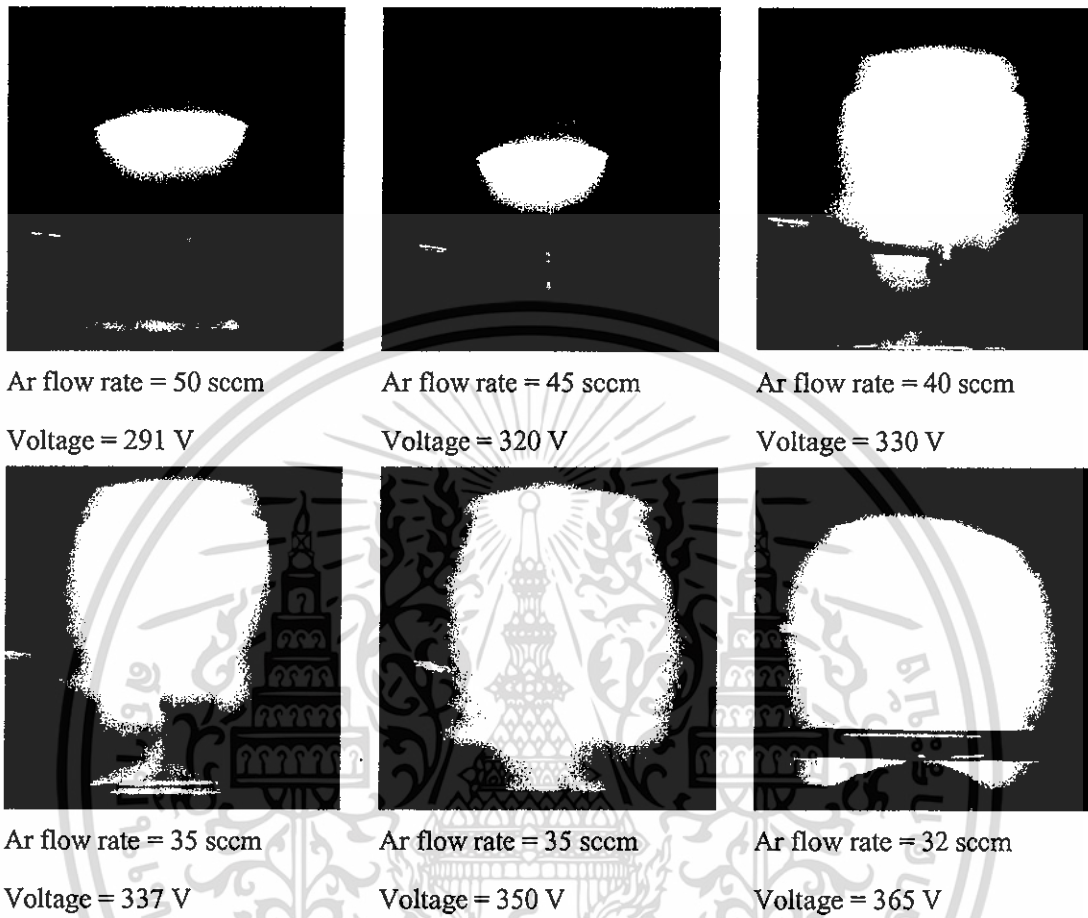 Ar flow rate = 50 sccm
Voltage = 291 V
Ar flow rate = 45 sccm
Voltage = 320 V
Ar flow rate = 40 sccm
Voltage = 330 V
Ar flow rate = 35 sccm
Voltage = 337 V
Ar flow rate = 35 sccm
Voltage = 350 V
Ar flow rate = 32 sccm
Voltage = 365 V